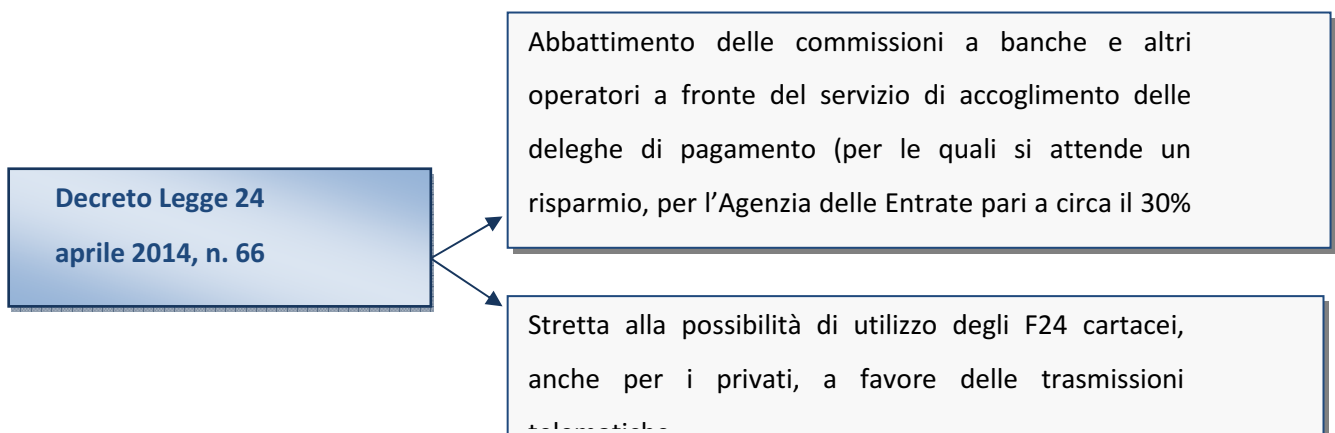 Decreto Legge 24
aprile 2014, n. 66
Abbattimento delle commissioni a banche e altri
operatori a fronte del servizio di accoglimento delle
deleghe di pagamento (per le quali si attende un
risparmio, per l’Agenzia delle Entrate pari a circa il 30%
Stretta alla possibilità di utilizzo degli F24 cartacei,
anche per i privati, a favore delle trasmissioni
telematiche